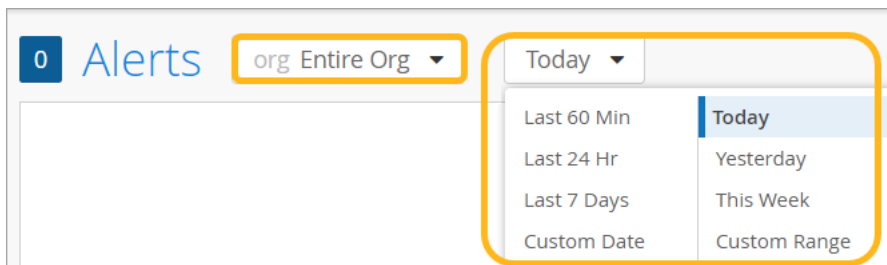 0 Alerts org Entire Org Today
Last 60 Min Today
Last 24 Hr Yesterday
Last 7 Days This Week
Custom Date Custom Range